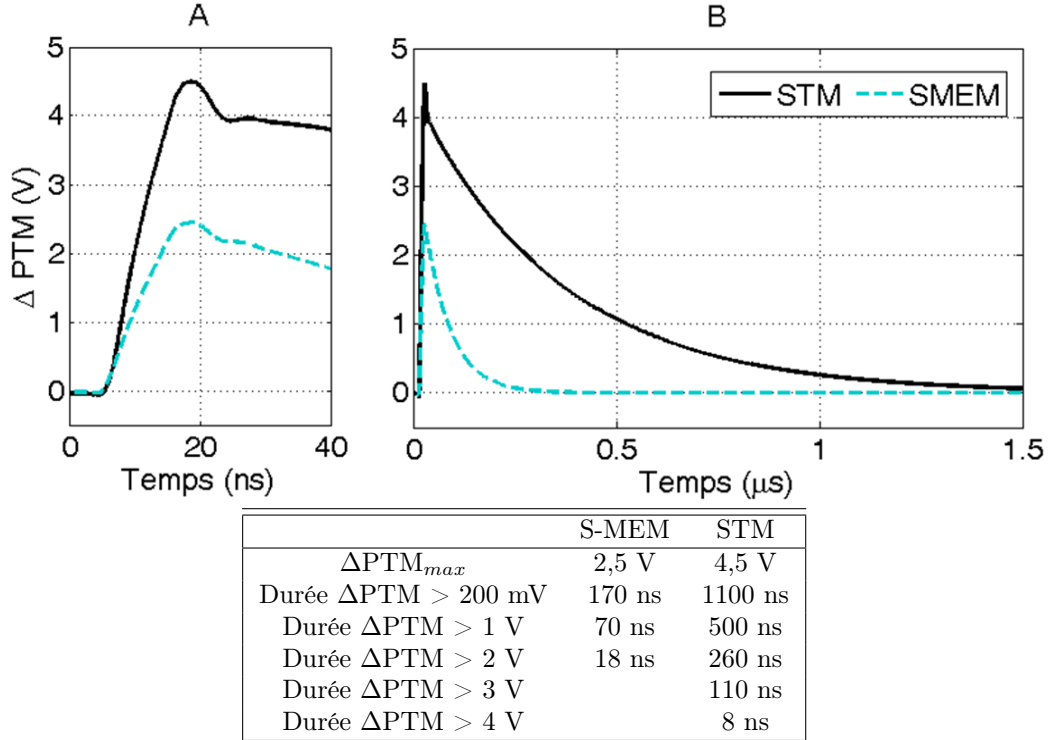 A
B
Δ PTM (V)
5
4
3
2
1
0
0 20 40
Temps (ns)
5
4
3
2
1
0
0 0.5 1 1.5
Temps (μs)
STM SMEM
S-MEM STM
ΔPTMmax 2,5 V 4,5 V
Durée ΔPTM > 200 mV 170 ns 1100 ns
Durée ΔPTM > 1 V 70 ns 500 ns
Durée ΔPTM > 2 V 18 ns 260 ns
Durée ΔPTM > 3 V 110 ns
Durée ΔPTM > 4 V 8 ns